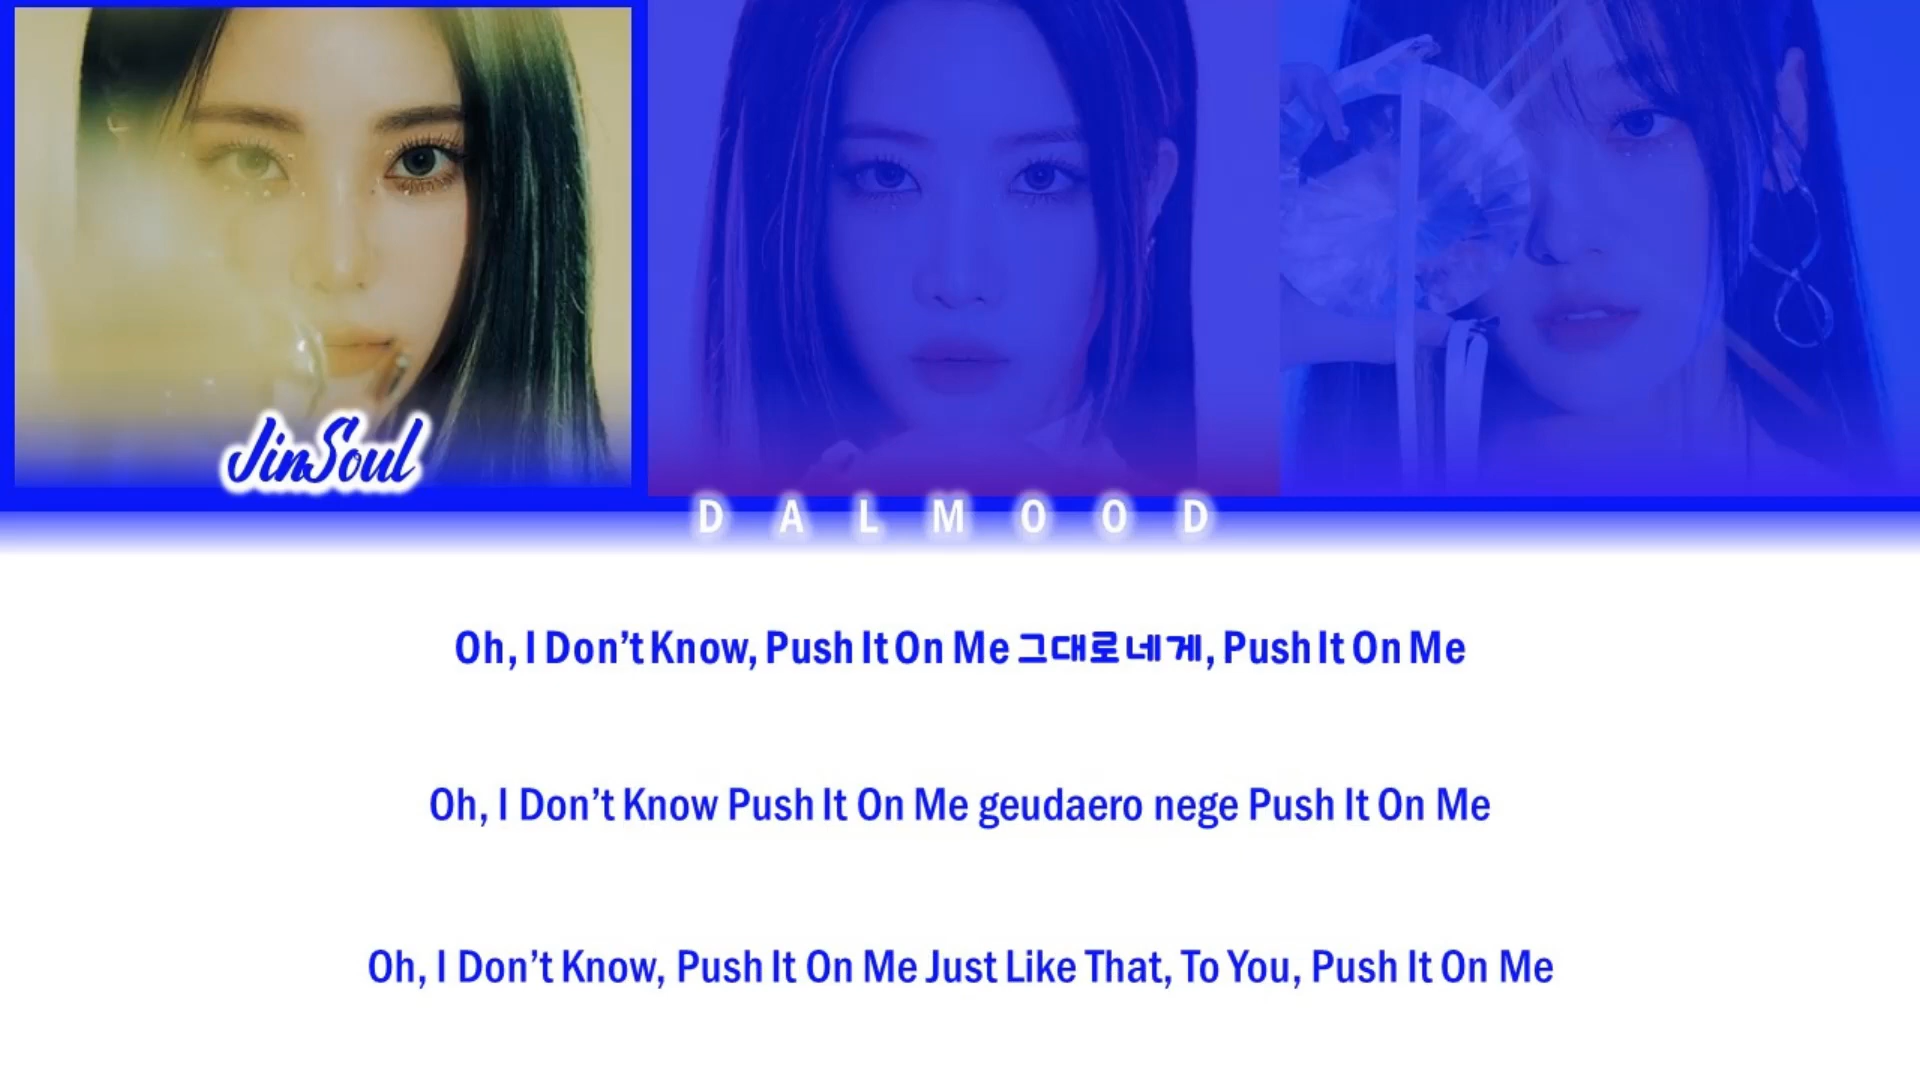 JinSoul
DALMOOD
Oh, I Don't Know, Push It On Me 그대로 네게, Push It On Me
Oh, I Don't Know Push It On Me geudaero nege Push It On Me
Oh, I Don't Know, Push It On Me Just Like That, To You, Push It On Me